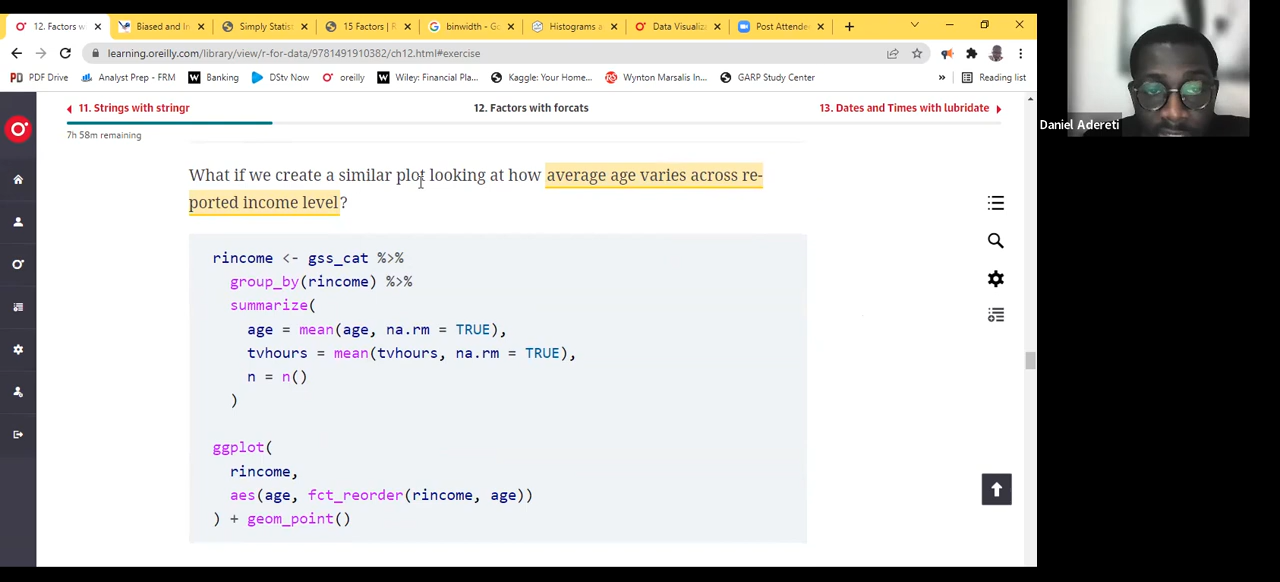 12. Factors w
Biased and In
Simply Statist
15 Factors | R
binwidth - Go
Histograms a
Data Visualiz
Post Attende
learning.oreilly.com/library/view/r-for-data/9781491910382/ch12.html#exercise
PDF Drive
Analyst Prep - FRM
Banking
DStv Now
oreilly
Wiley: Financial Pla...
Kaggle: Your Home...
Wynton Marsalis In...
GARP Study Center
»
Reading list
11. Strings with stringr
12. Factors with forcats
13. Dates and Times with lubridate
7h 58m remaining
Daniel Adereti
What if we create a similar plot looking at how average age varies across re-
ported income level?
rincome <- gss_cat %>%
group_by(rincome) %>%
summarize(
age = mean(age, na.rm = TRUE),
tvhours = mean(tvhours, na.rm = TRUE),
n = n()
)
ggplot(
rincome,
aes(age, fct_reorder(rincome, age))
) + geom_point()